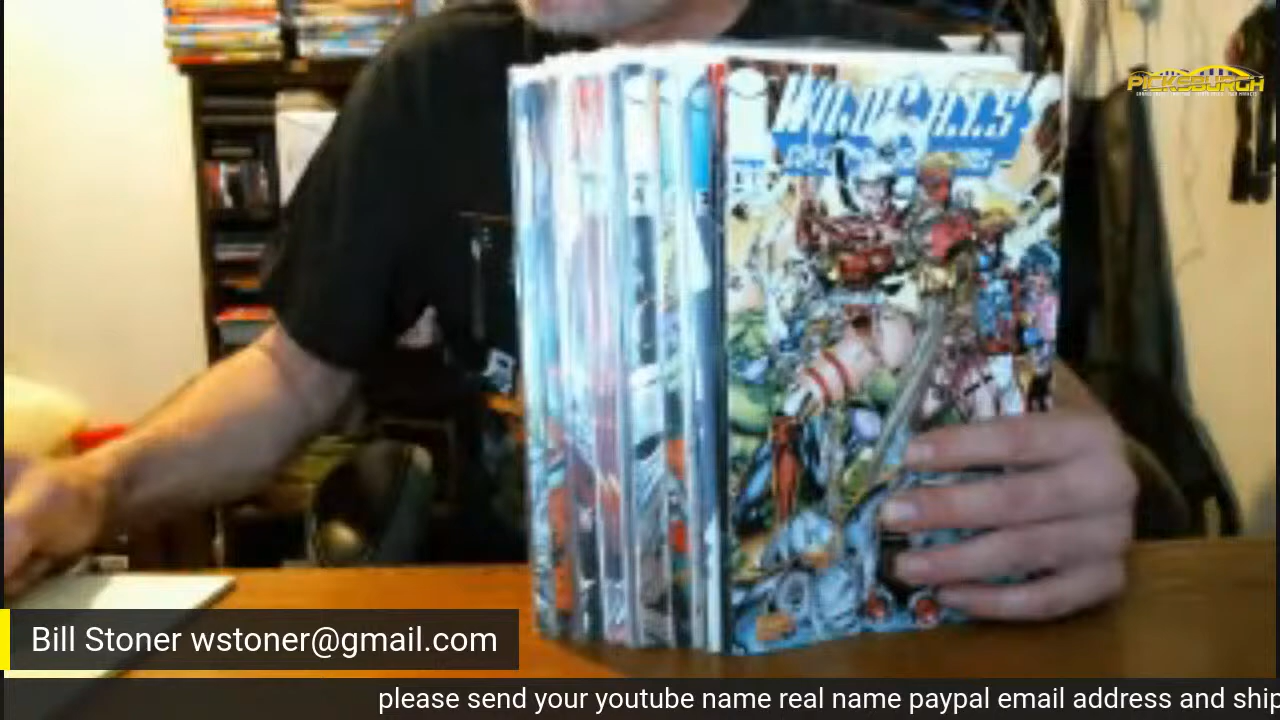 PICKSBURGH
WILDC.A.T.S
Bill Stoner wstoner@gmail.com
please send your youtube name real name paypal email address and ship